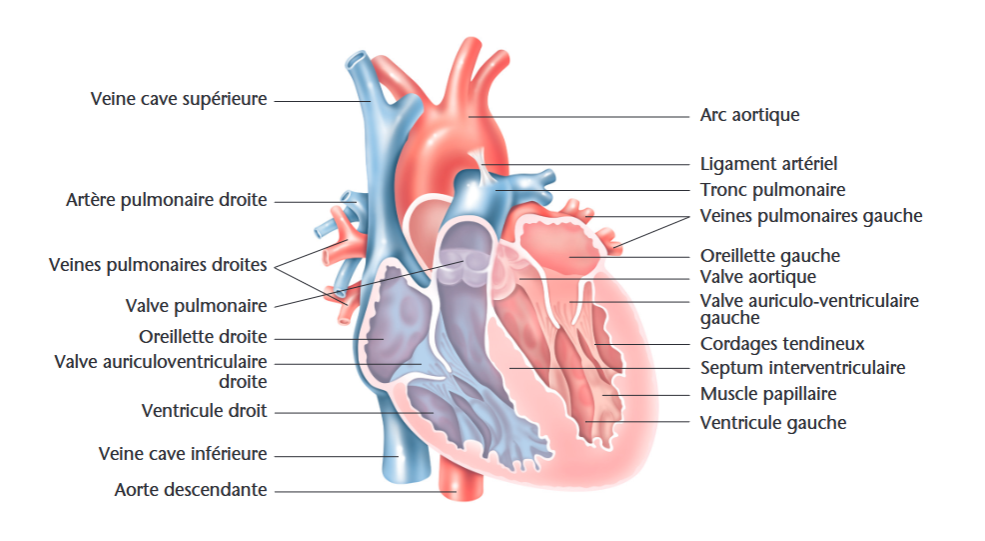 Veine cave supérieure
Artère pulmonaire droite
Veines pulmonaires droites
Valve pulmonaire
Oreillette droite
Valve auriculoventriculaire
droite
Ventricule droit
Veine cave inférieure
Aorte descendante
Arc aortique
Ligament artériel
Tronc pulmonaire
Veines pulmonaires gauche
Oreillette gauche
Valve aortique
Valve auriculo-ventriculaire
gauche
Cordages tendineux
Septum interventriculaire
Muscle papillaire
Ventricule gauche